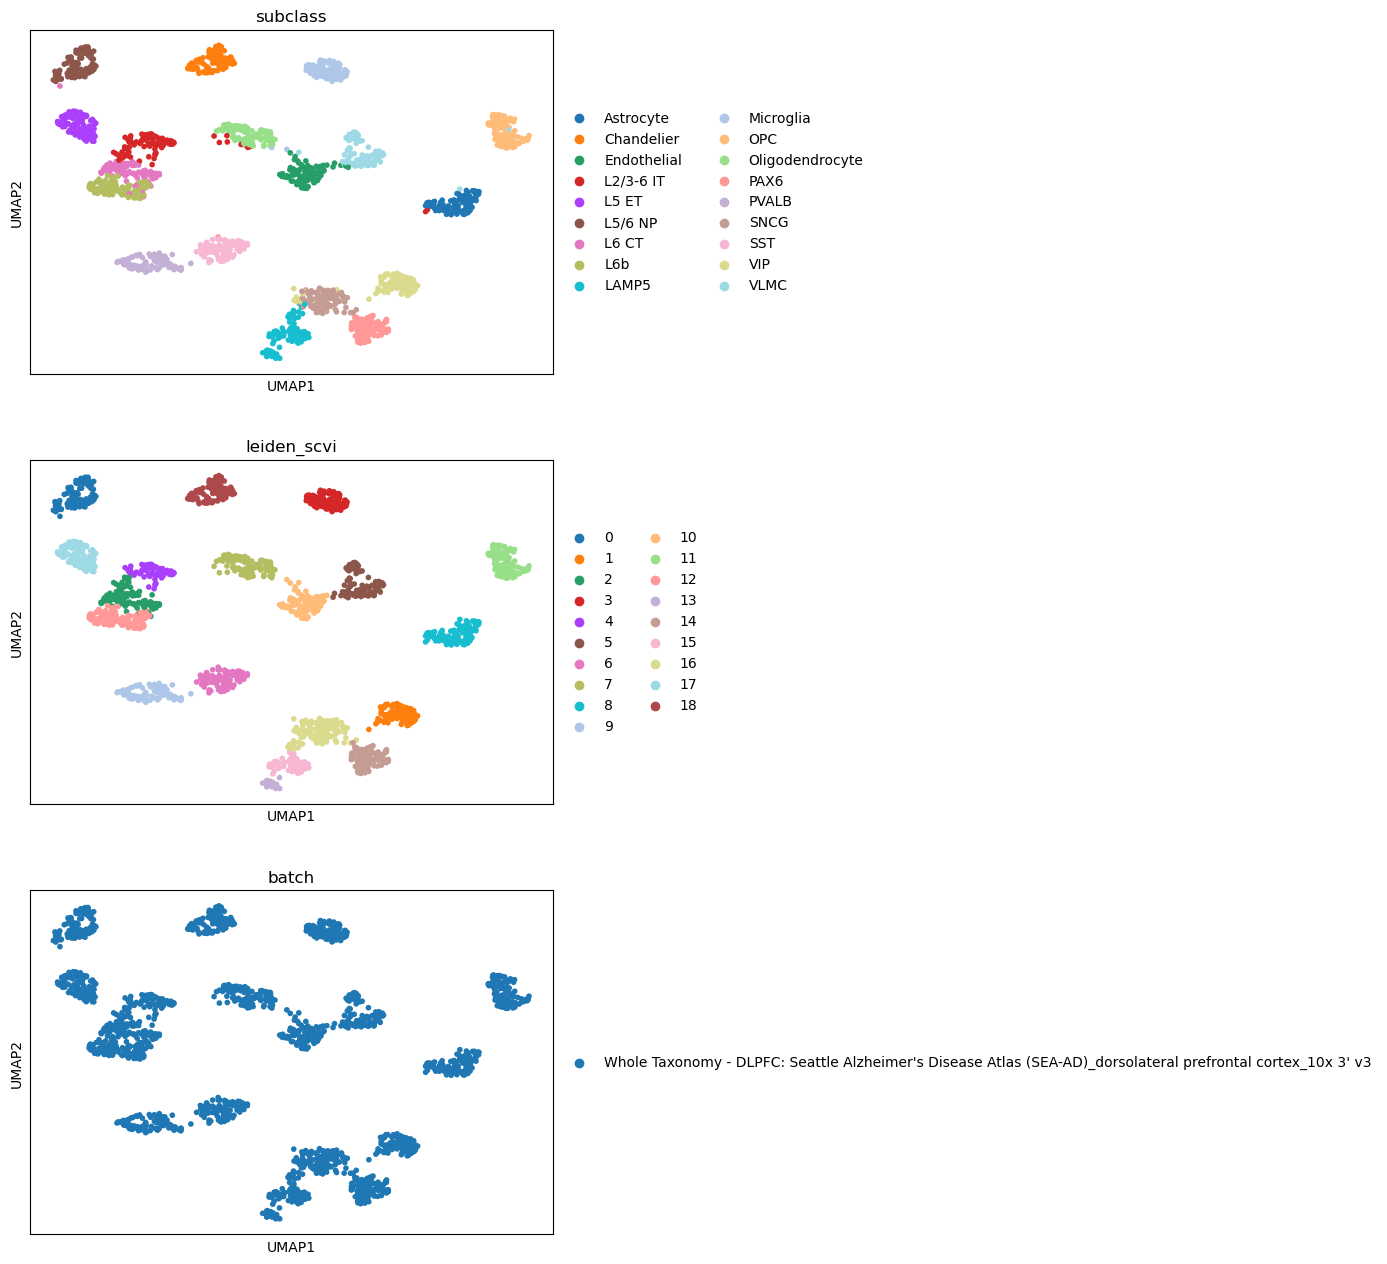 subclass
UMAP2
UMAP1
Astrocyte
Chandelier
Endothelial
L2/3-6 IT
L5 ET
L5/6 NP
L6 CT
L6b
LAMP5
Microglia
OPC
Oligodendrocyte
PAX6
PVALB
SNCG
SST
VIP
VLMC
leiden_scvi
UMAP2
UMAP1
0
1
2
3
4
5
6
7
8
9
10
11
12
13
14
15
16
17
18
batch
UMAP2
UMAP1
Whole Taxonomy - DLPFC: Seattle Alzheimer's Disease Atlas (SEA-AD)_dorsolateral prefrontal cortex_10x 3' v3